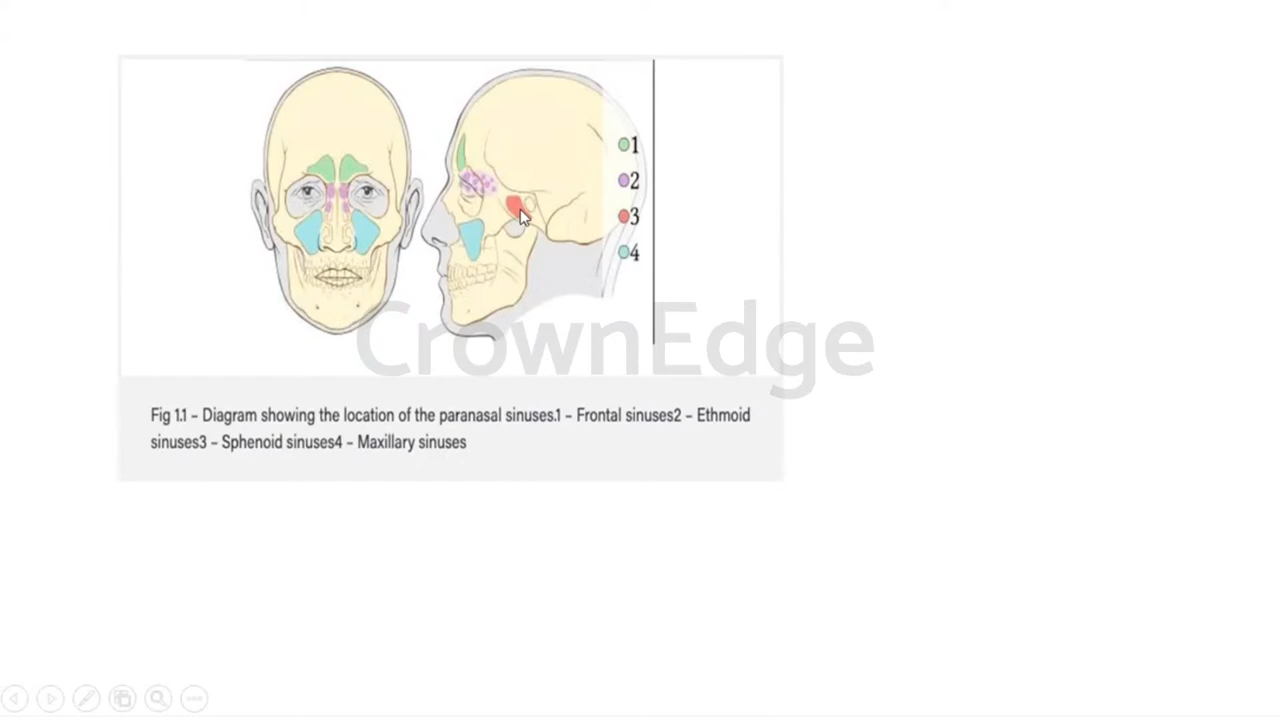 1
2
3
4
CrownEdge
Fig 1.1 – Diagram showing the location of the paranasal sinuses.1 – Frontal sinuses2 – Ethmoid
sinuses3 – Sphenoid sinuses4 – Maxillary sinuses